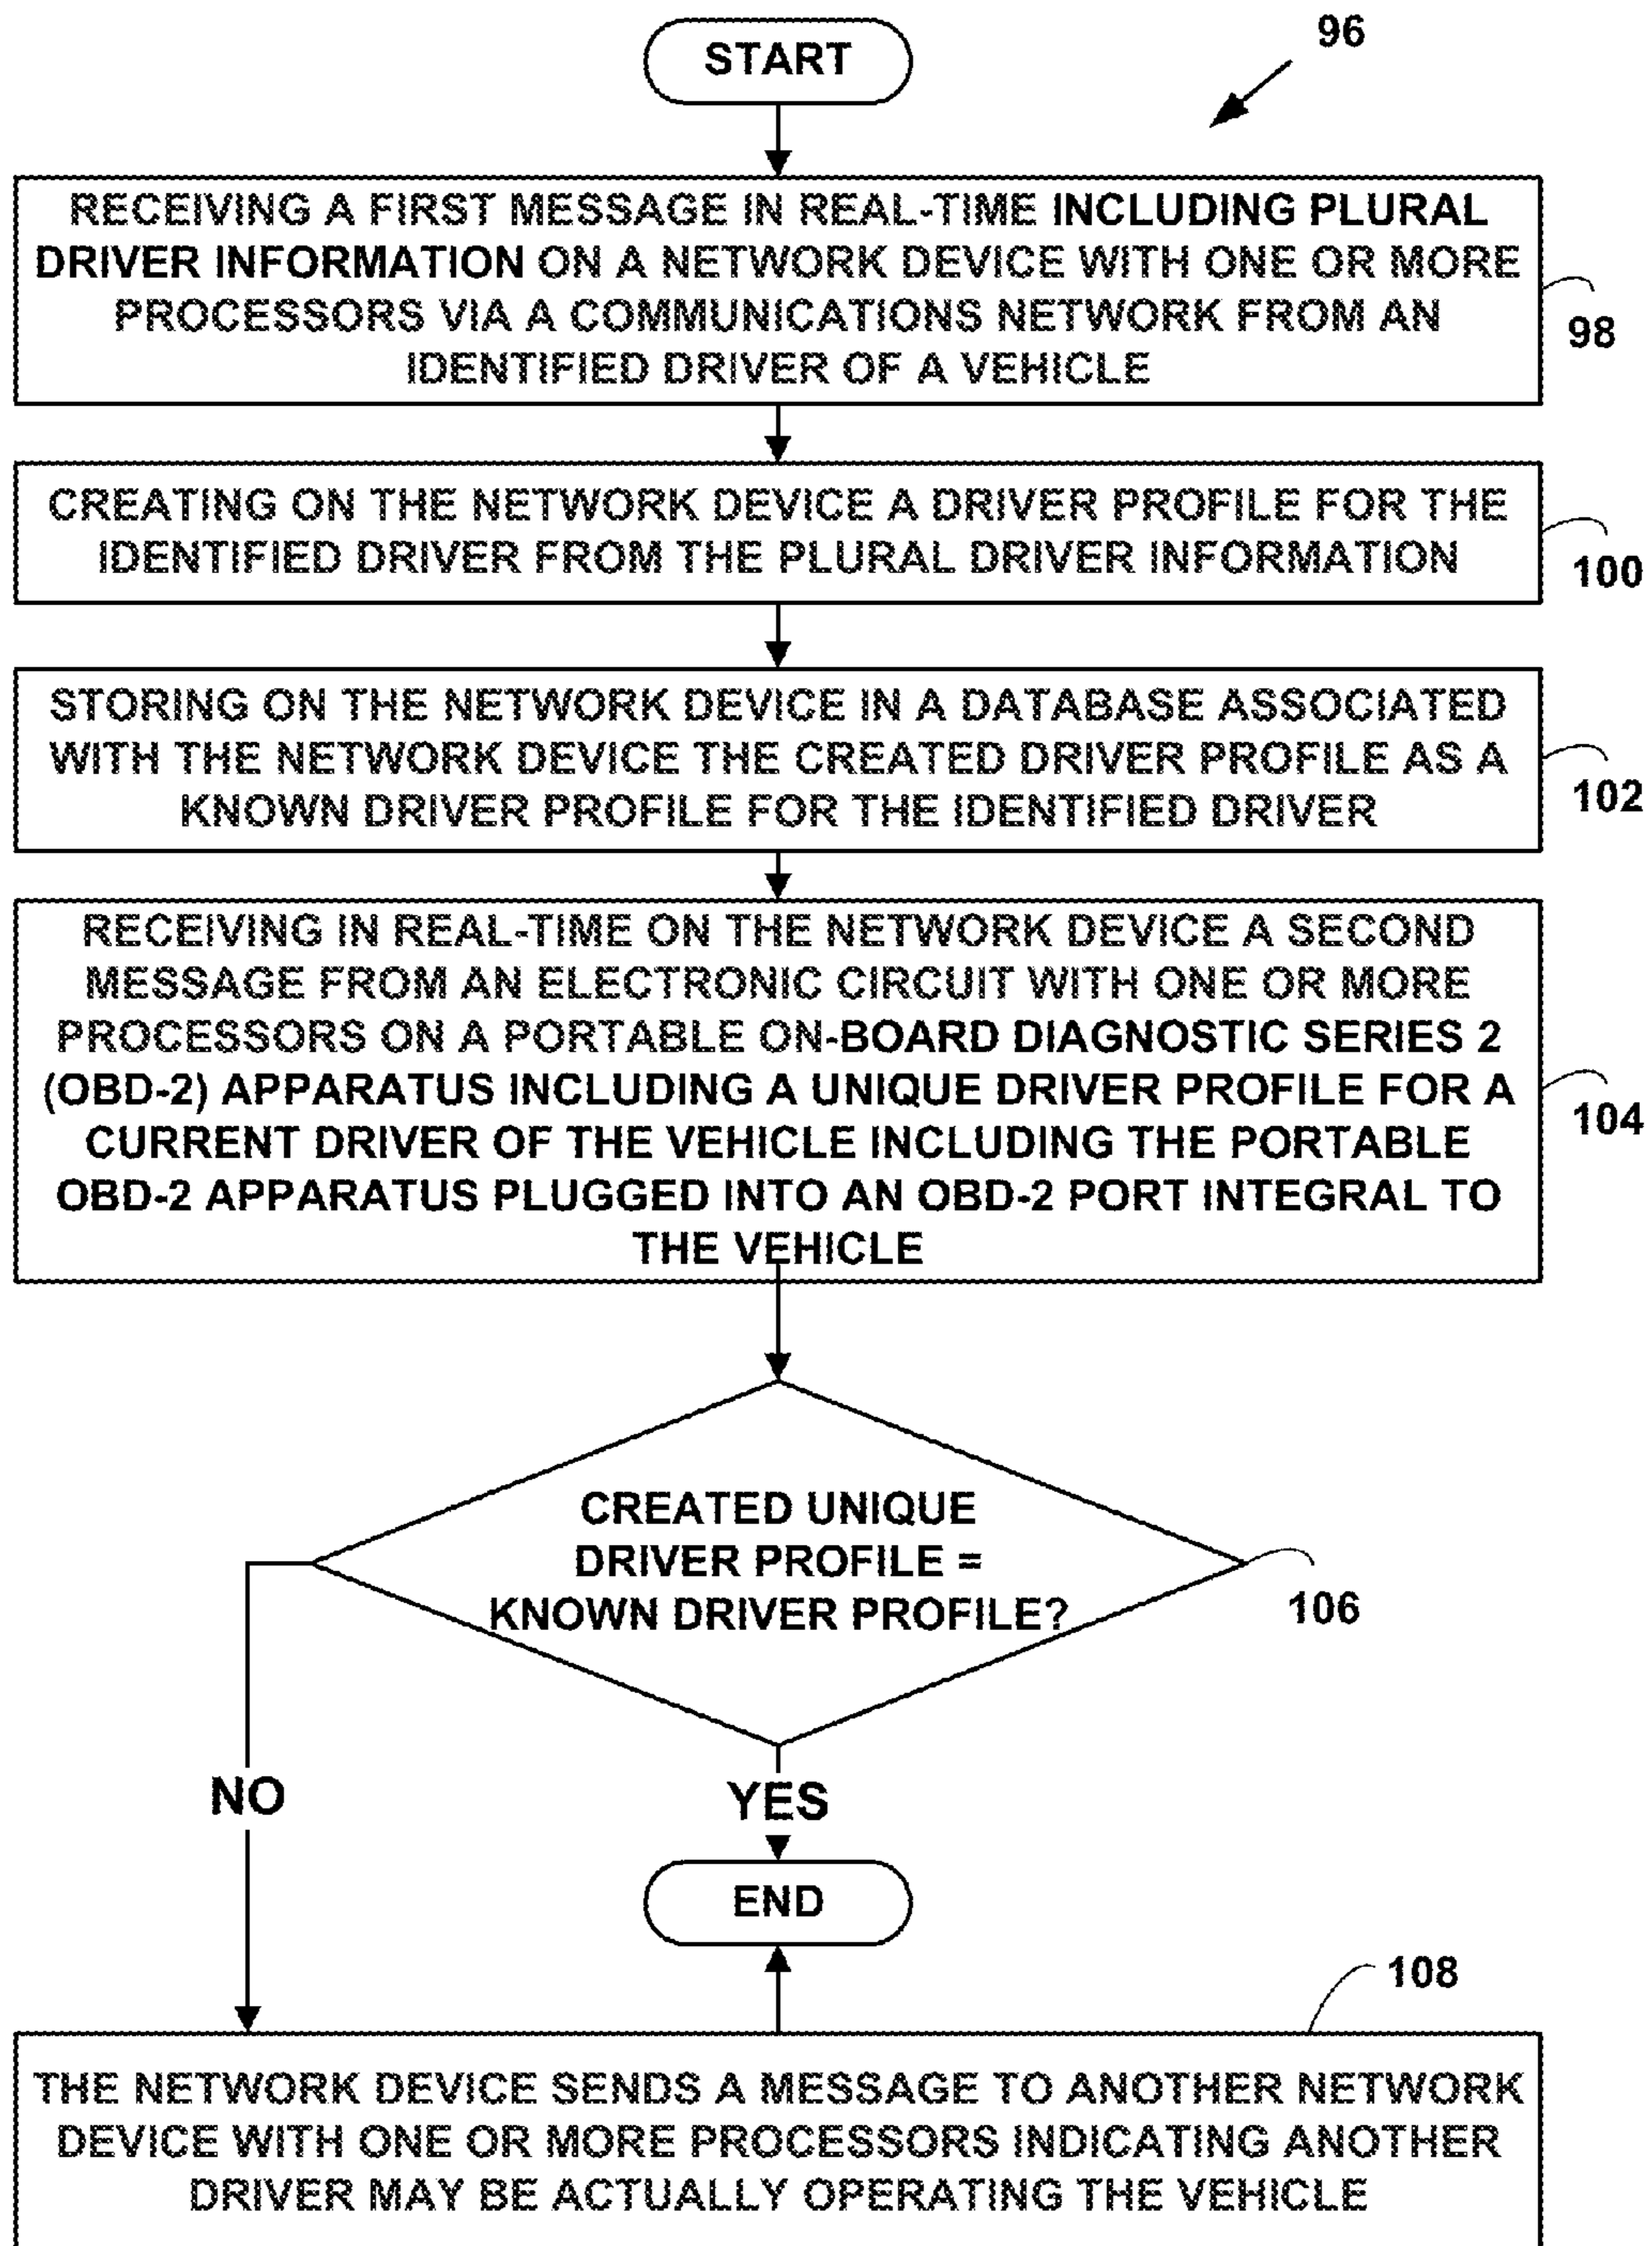 START
96
RECEIVING A FIRST MESSAGE IN REAL-TIME INCLUDING PLURAL
DRIVER INFORMATION ON A NETWORK DEVICE WITH ONE OR MORE
PROCESSORS VIA A COMMUNICATIONS NETWORK FROM AN
IDENTIFIED DRIVER OF A VEHICLE
98
CREATING ON THE NETWORK DEVICE A DRIVER PROFILE FOR THE
IDENTIFIED DRIVER FROM THE PLURAL DRIVER INFORMATION
100
STORING ON THE NETWORK DEVICE IN A DATABASE ASSOCIATED
WITH THE NETWORK DEVICE THE CREATED DRIVER PROFILE AS A
KNOWN DRIVER PROFILE FOR THE IDENTIFIED DRIVER
102
RECEIVING IN REAL-TIME ON THE NETWORK DEVICE A SECOND
MESSAGE FROM AN ELECTRONIC CIRCUIT WITH ONE OR MORE
PROCESSORS ON A PORTABLE ON-BOARD DIAGNOSTIC SERIES 2
(OBD-2) APPARATUS INCLUDING A UNIQUE DRIVER PROFILE FOR A
CURRENT DRIVER OF THE VEHICLE INCLUDING THE PORTABLE
OBD-2 APPARATUS PLUGGED INTO AN OBD-2 PORT INTEGRAL TO
THE VEHICLE
104
CREATED UNIQUE
DRIVER PROFILE =
KNOWN DRIVER PROFILE?
106
NO
YES
END
108
THE NETWORK DEVICE SENDS A MESSAGE TO ANOTHER NETWORK
DEVICE WITH ONE OR MORE PROCESSORS INDICATING ANOTHER
DRIVER MAY BE ACTUALLY OPERATING THE VEHICLE